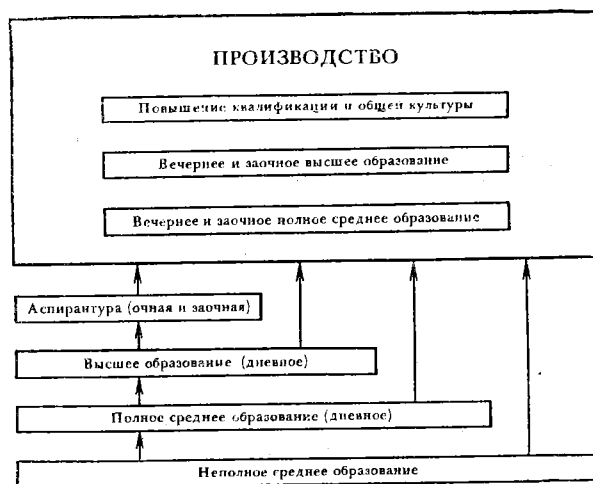 ПРОИЗВОДСТВО
Повышение квалификации и общей культуры
Вечернее и заочное высшее образование
Вечернее и заочное полное среднее образование
Аспирантура (очная и заочная)
Высшее образование (дневное)
Полное среднее образование (дневное)
Неполное среднее образование